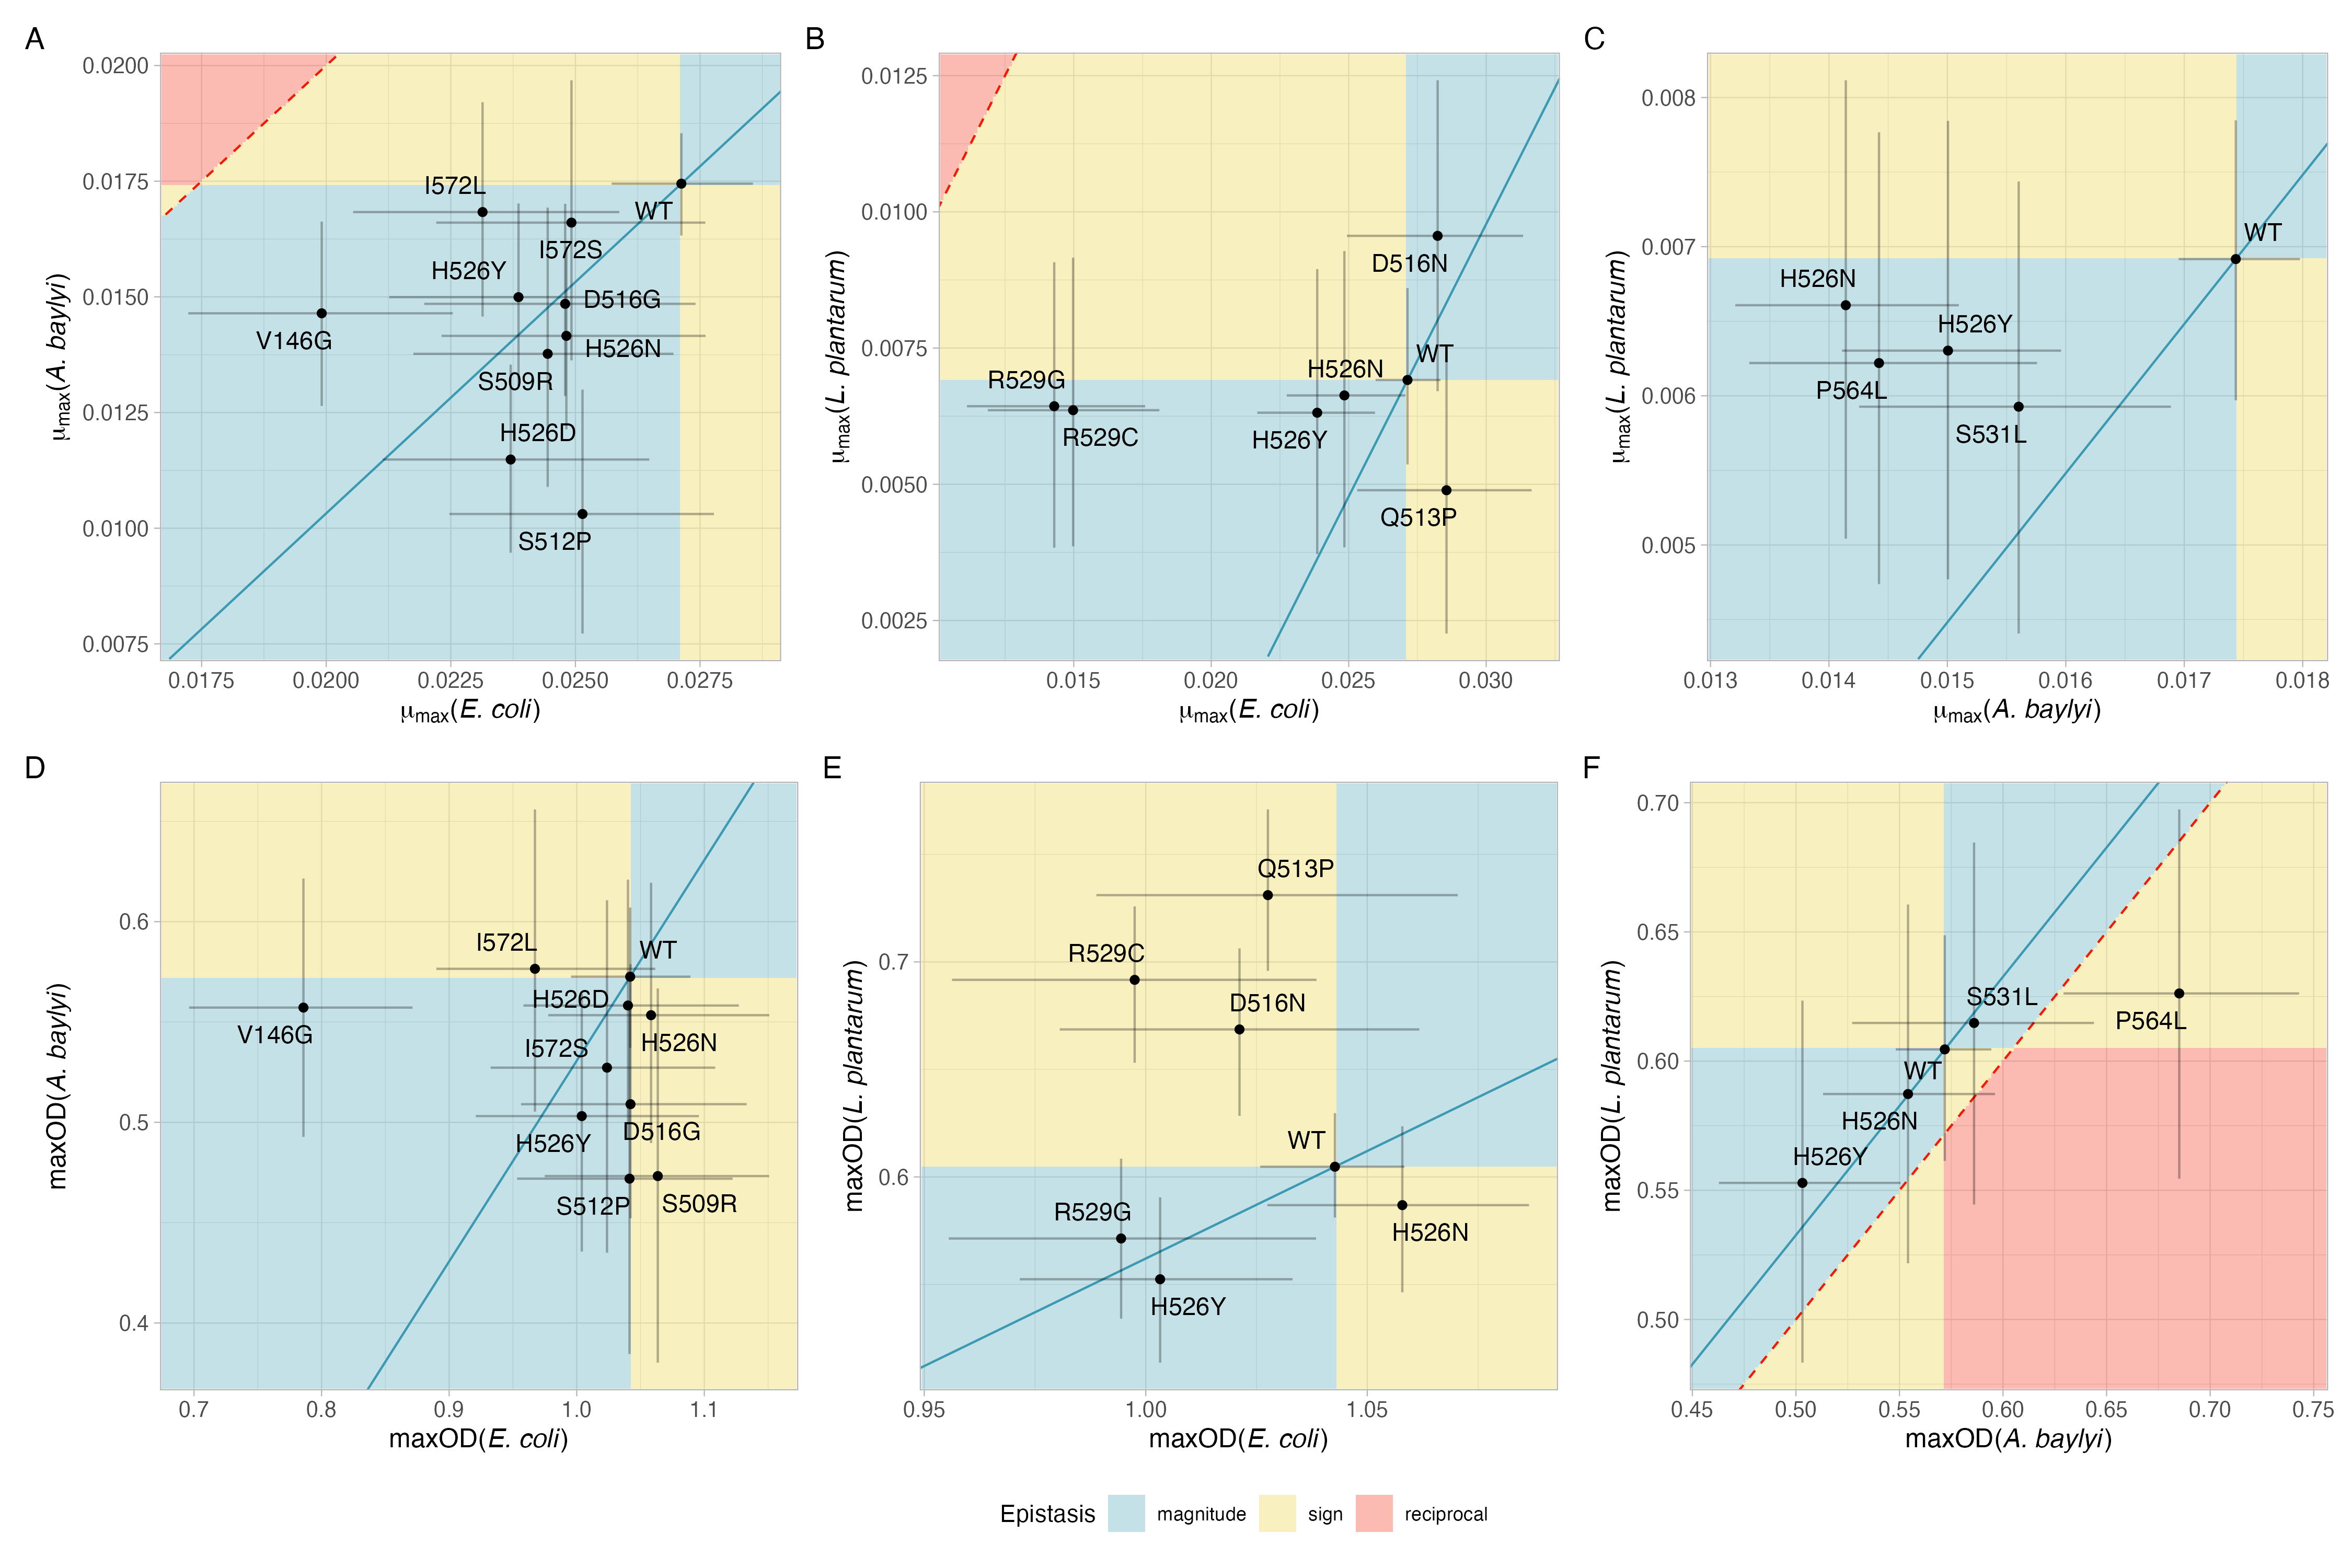 A
B
C
0.0200
0.0175
0.0150
0.0125
0.0100
0.0075
μmax(A. baylyi)
I572L
WT
I572S
H526Y
D516G
V146G
H526N
S509R
H526D
S512P
0.0175 0.0200 0.0225 0.0250 0.0275
μmax(E. coli)
0.0125
0.0100
0.0075
0.0050
0.0025
μmax(L. plantarum)
D516N
WT
H526N
R529G
R529C
H526Y
Q513P
0.015 0.020 0.025 0.030
μmax(E. coli)
0.008
0.007
0.006
0.005
μmax(L. plantarum)
WT
H526N
H526Y
P564L
S531L
0.013 0.014 0.015 0.016 0.017 0.018
μmax(A. baylyi)
D
E
F
0.6
0.5
0.4
maxOD(A. baylyi)
I572L
WT
H526D
V146G
H526N
I572S
H526Y
D516G
S512P
S509R
0.7 0.8 0.9 1.0 1.1
maxOD(E. coli)
0.7
0.6
maxOD(L. plantarum)
Q513P
R529C
D516N
WT
R529G
H526N
H526Y
0.95 1.00 1.05
maxOD(E. coli)
0.70
0.65
0.60
0.55
0.50
maxOD(L. plantarum)
S531L
P564L
WT
H526N
H526Y
0.45 0.50 0.55 0.60 0.65 0.70 0.75
maxOD(A. baylyi)
Epistasis magnitude sign reciprocal